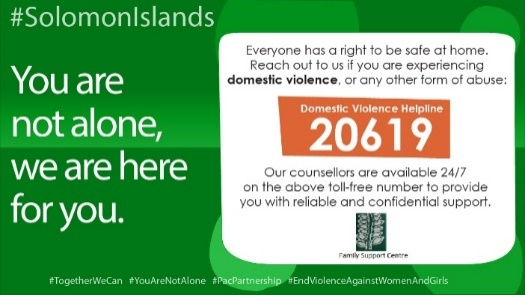 #SolomonIslands
You are
not alone,
we are here
for you.
Everyone has a right to be safe at home.
Reach out to us if you are experiencing
domestic violence, or any other form of abuse:
Domestic Violence Helpline
20619
Our counsellors are available 24/7
on the above toll-free number to provide
you with reliable and confidential support.
Family Support Centre
#TogetherWeCan #YouAreNotAlone #PacPartnership #EndViolenceAgainstWomenAndGirls